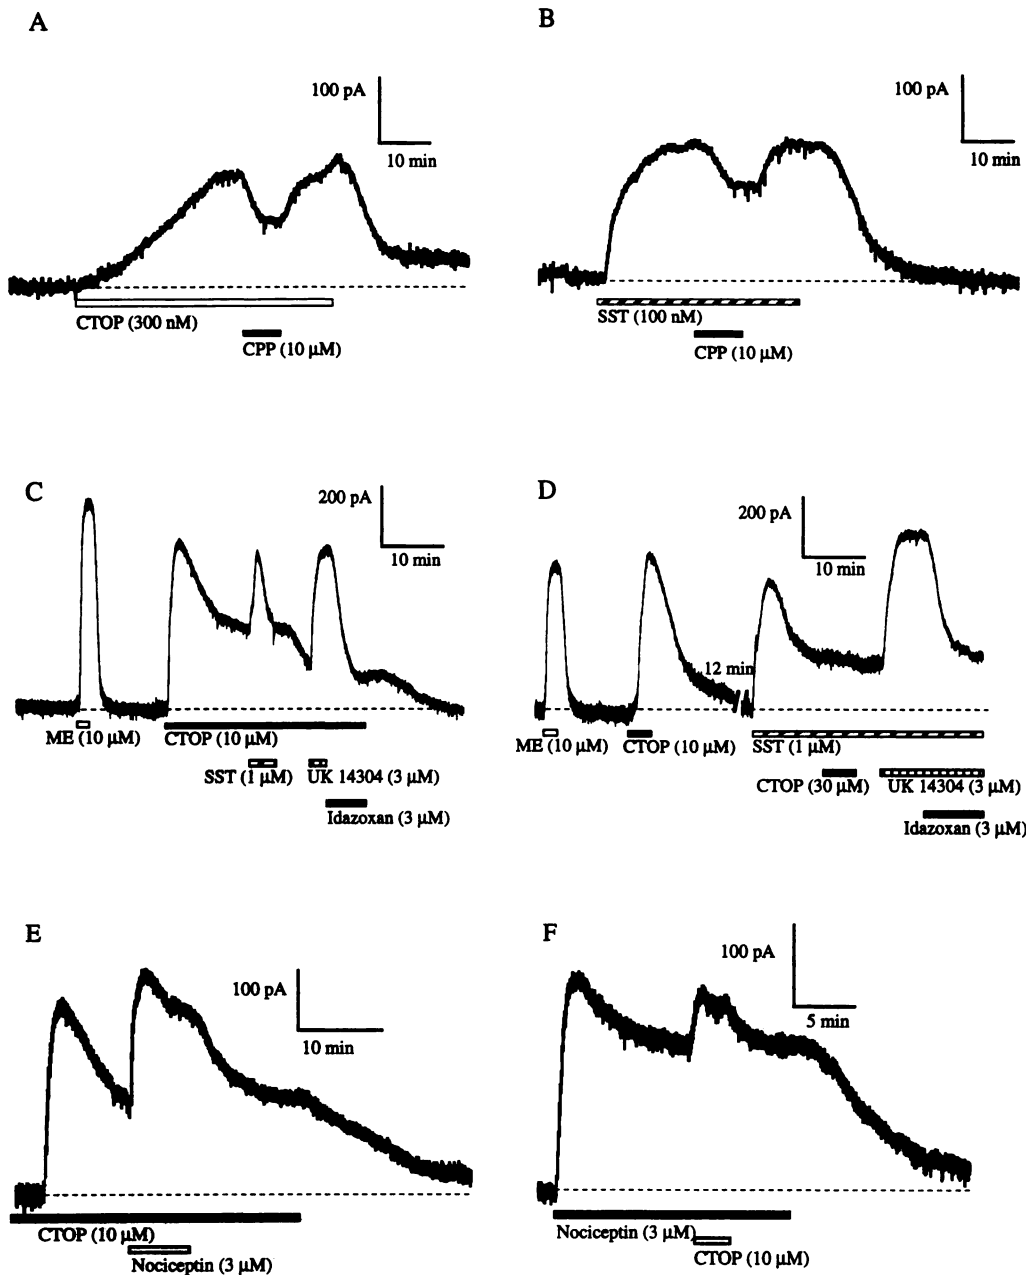 A
B
100 pA
10 min
100 pA
10 min
CTOP (300 nM)
CPP (10 μM)
SST (100 nM)
CPP (10 μM)
C
D
200 pA
10 min
200 pA
10 min
12 min
ME (10 μM)
CTOP (10 μM)
SST (1 μM)
UK 14304 (3 μM)
Idazoxan (3 μM)
ME (10 μM)
CTOP (10 μM)
SST (1 μM)
CTOP (30 μM)
UK 14304 (3 μM)
Idazoxan (3 μM)
E
F
100 pA
10 min
100 pA
5 min
CTOP (10 μM)
Nociceptin (3 μM)
Nociceptin (3 μM)
CTOP (10 μM)